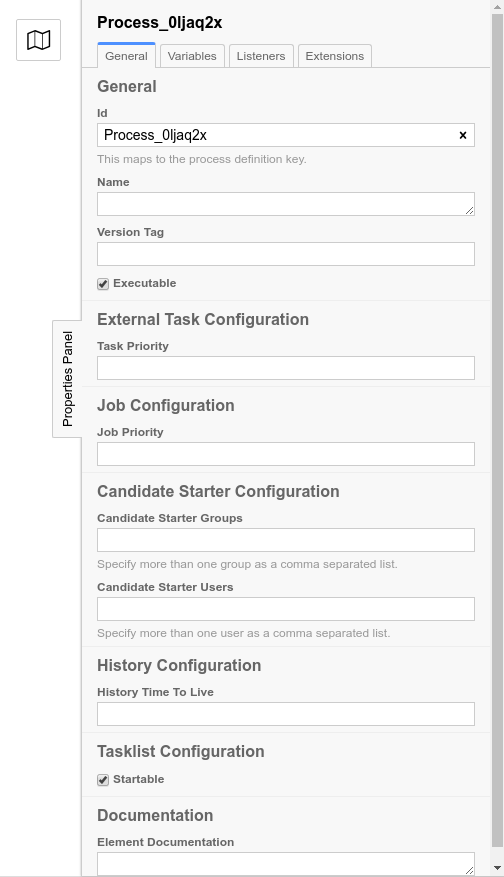 Process_0ljaq2x
General Variables Listeners Extensions
General
Id
Process_0ljaq2x
This maps to the process definition key.
Name
Version Tag
Executable
External Task Configuration
Task Priority
Properties Panel
Job Configuration
Job Priority
Candidate Starter Configuration
Candidate Starter Groups
Specify more than one group as a comma separated list.
Candidate Starter Users
Specify more than one user as a comma separated list.
History Configuration
History Time To Live
Tasklist Configuration
Startable
Documentation
Element Documentation